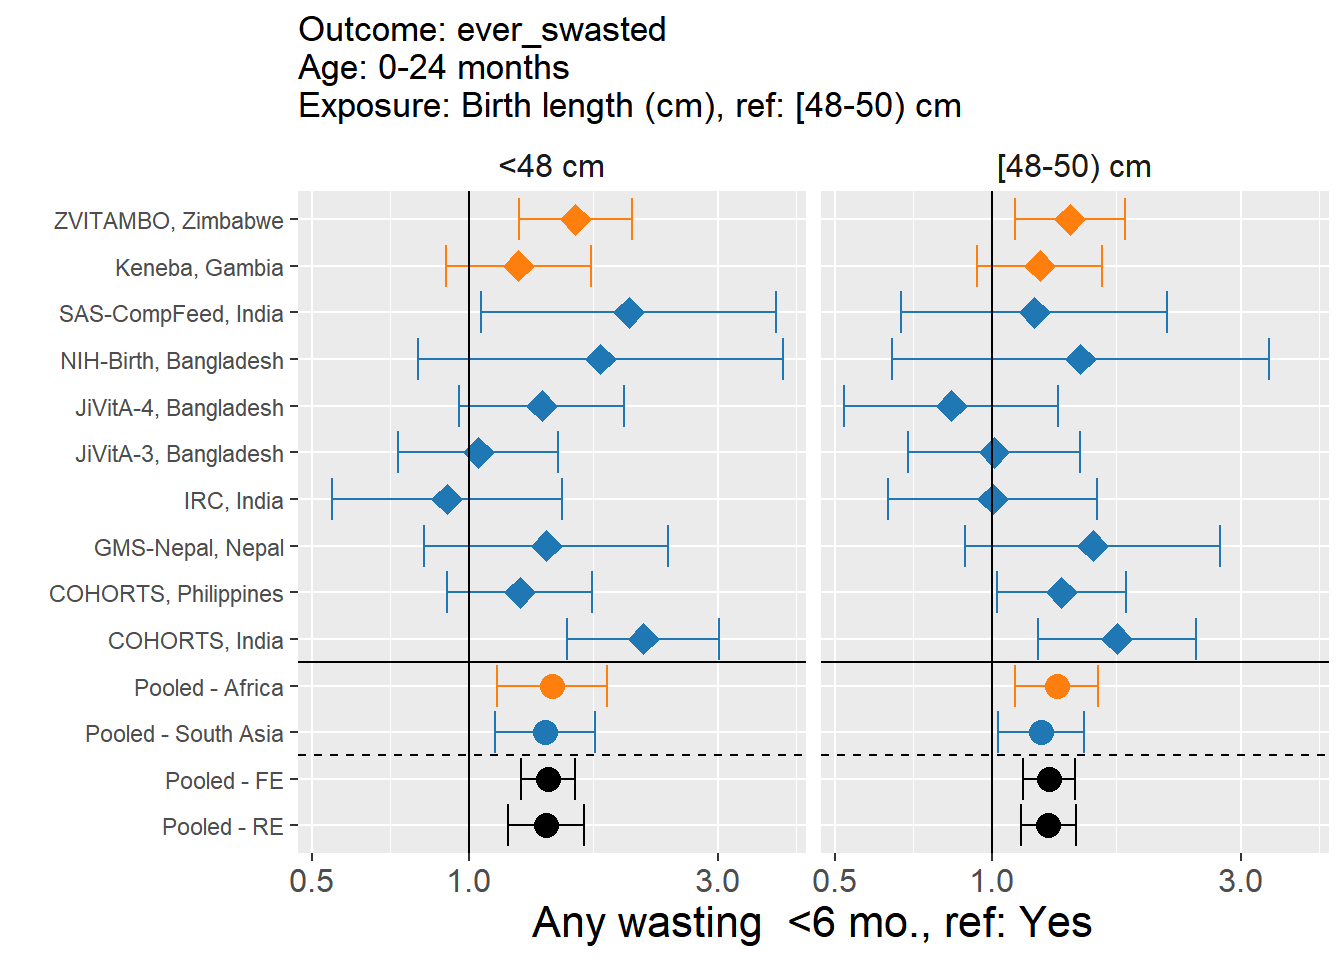 Outcome: ever_swasted
Age: 0-24 months
Exposure: Birth length (cm), ref: [48-50) cm
<48 cm
[48-50) cm
ZVITAMBO, Zimbabwe
Keneba, Gambia
SAS-CompFeed, India
NIH-Birth, Bangladesh
JiVitA-4, Bangladesh
JiVitA-3, Bangladesh
IRC, India
GMS-Nepal, Nepal
COHORTS, Philippines
COHORTS, India
Pooled - Africa
Pooled - South Asia
Pooled - FE
Pooled - RE
0.5 1.0 3.0 0.5 1.0 3.0
Any wasting  <6 mo., ref: Yes